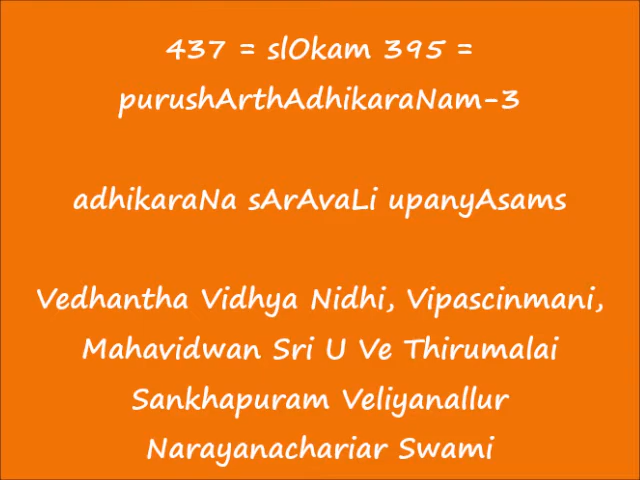 437 = slOkam 395 =
purushArthAdhikaraNam-3
adhikaraNa sArAvaLi upanyAsams
Vedhantha Vidhya Nidhi, Vipascinmani,
Mahavidwan Sri U Ve Thirumalai
Sankhapuram Veliyanallur
Narayanachariar Swami